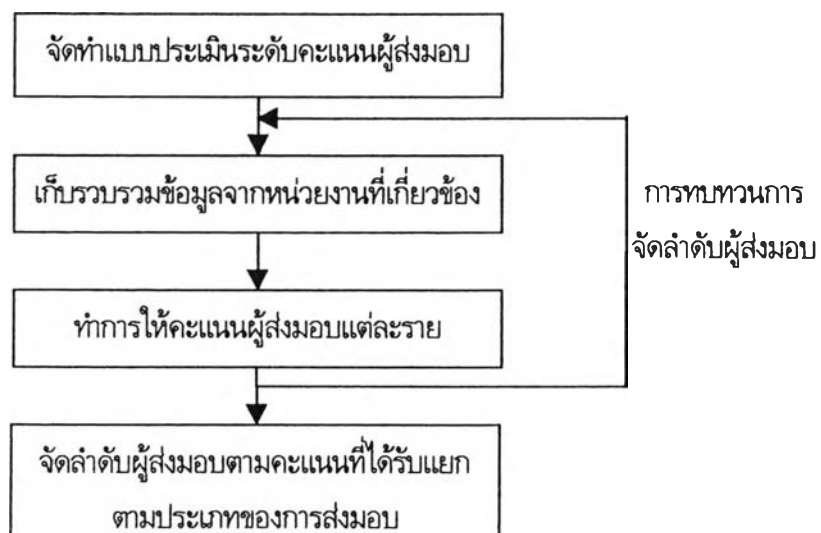 จัดทำแบบประเมินระดับคะแนนผู้ส่งมอบ
เก็บรวบรวมข้อมูลจากหน่วยงานที่เกี่ยวข้อง
การทบทวนการ
จัดลำดับผู้ส่งมอบ
ทำการให้คะแนนผู้ส่งมอบแต่ละราย
จัดลำดับผู้ส่งมอบตามคะแนนที่ได้รับแยก
ตามประเภทของการส่งมอบ